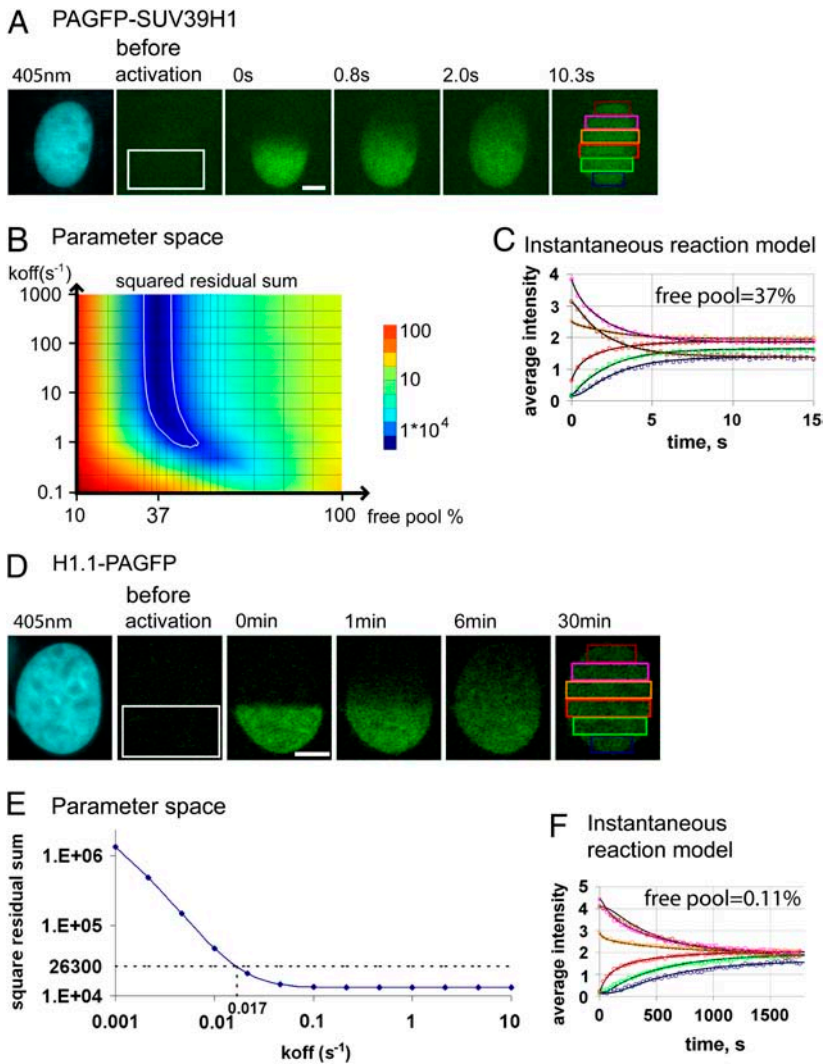 A PAGFP-SUV39H1
before
activation
405nm 0s 0.8s 2.0s 10.3s
B Parameter space
koff(s⁻¹)
squared residual sum
1000
100
10
1
0.1
10 37 100 free pool %
100
10
1*10⁴
C Instantaneous reaction model
free pool=37%
average intensity
4
3
2
1
0
0 5 10 15
time, s
D H1.1-PAGFP
before
activation
405nm 0min 1min 6min 30min
E Parameter space
square residual sum
1.E+06
1.E+05
26300
1.E+04
0.017
0.001 0.01 0.1 1 10
koff (s⁻¹)
F Instantaneous
reaction model
free pool=0.11%
average intensity
5
4
3
2
1
0
0 500 1000 1500
time, s